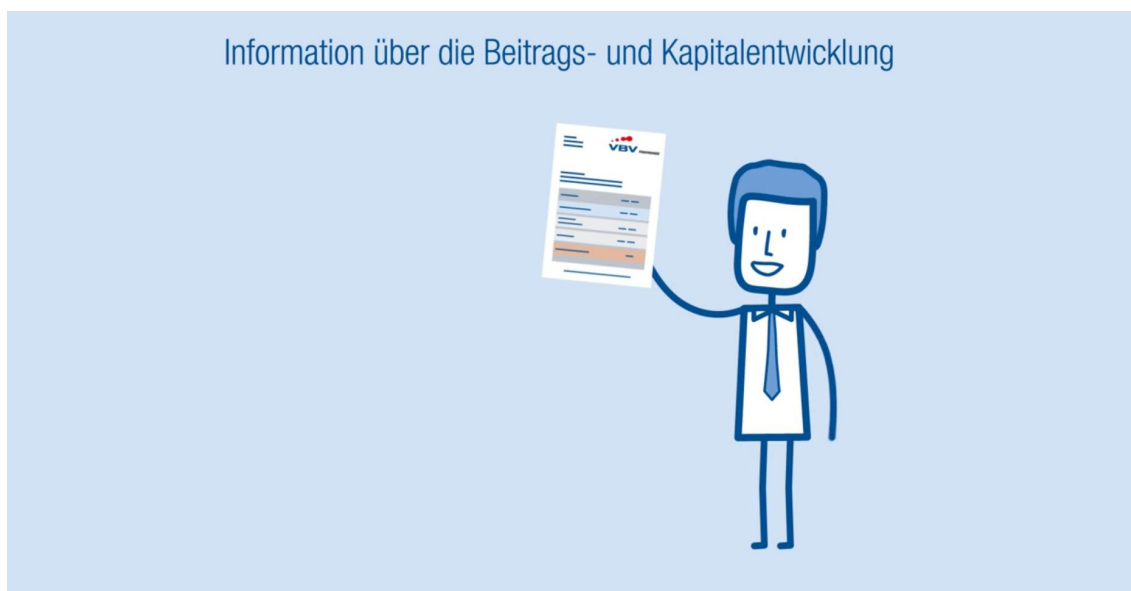 Information über die Beitrags- und Kapitalentwicklung
VBV